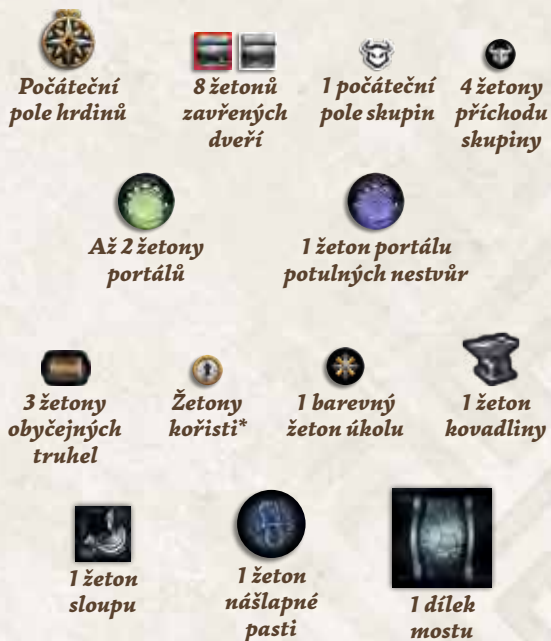 Počáteční
pole hrdinů
8 žetonů
zavřených
dveří
1 počáteční
pole skupin
4 žetony
příchodu
skupiny
Až 2 žetony
portálů
1 žeton portálu
potulných nestvůr
3 žetony
obyčejných
truhel
Žetony
kořisti*
1 barevný
žeton úkolu
1 žeton
kovadliny
1 žeton
sloupu
1 žeton
nášlapné
pasti
1 dílek
mostu